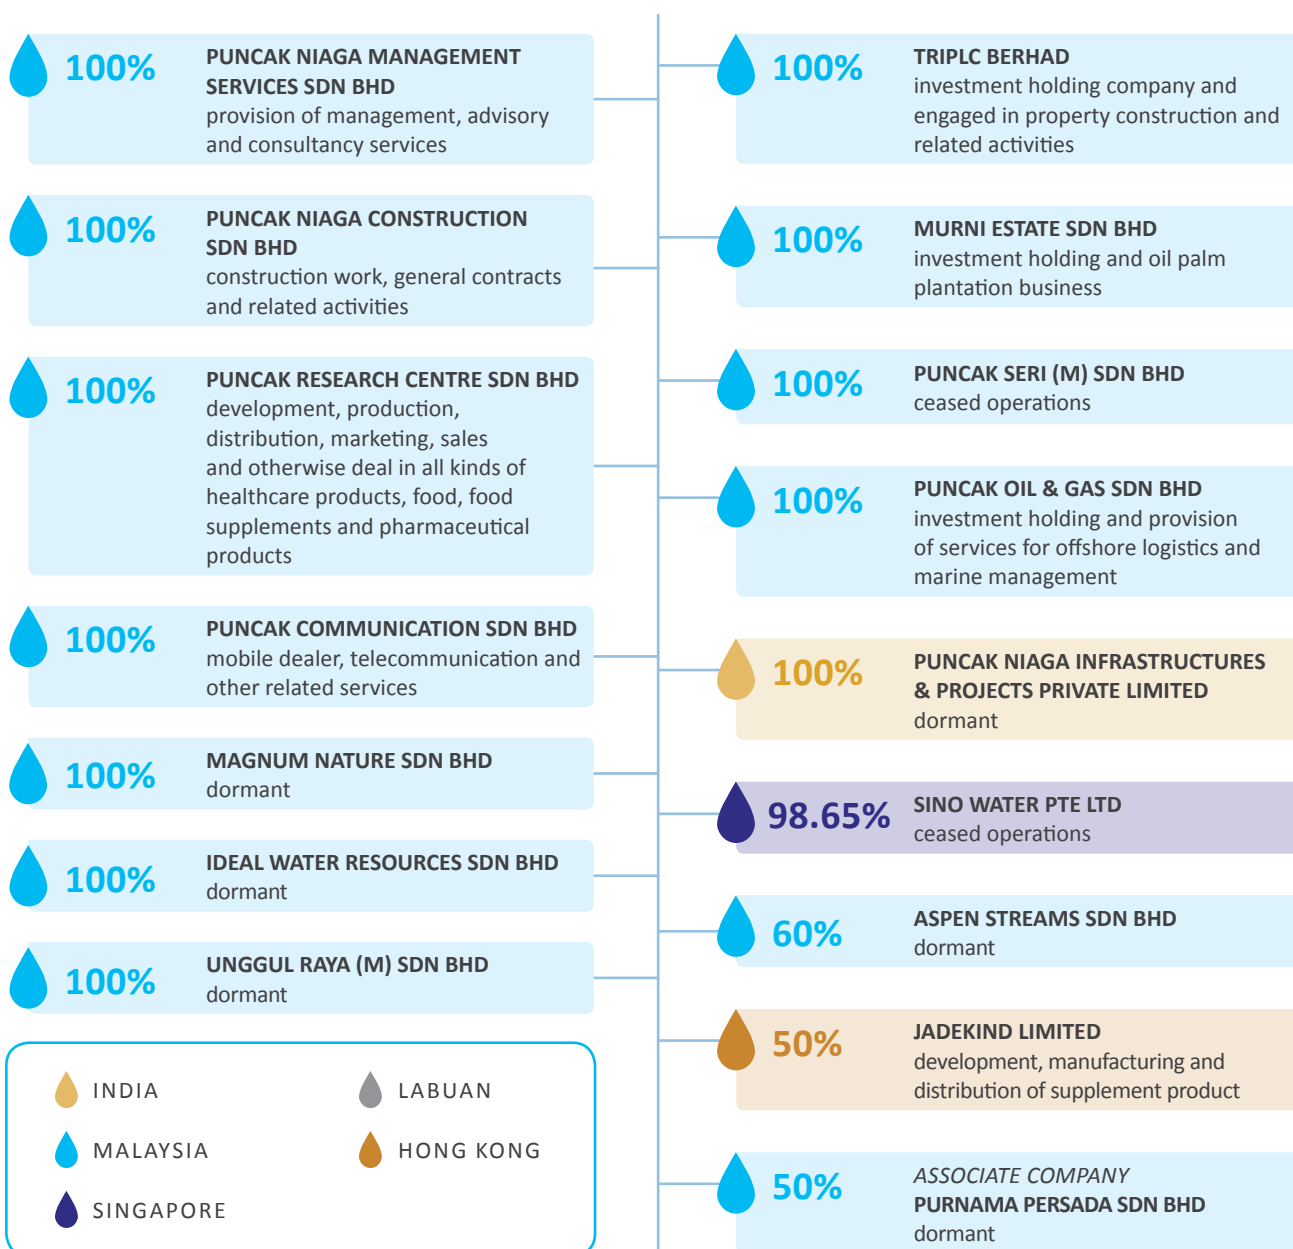 100%
PUNCAK NIAGA MANAGEMENT
SERVICES SDN BHD
provision of management, advisory
and consultancy services
100%
PUNCAK NIAGA CONSTRUCTION
SDN BHD
construction work, general contracts
and related activities
100%
PUNCAK RESEARCH CENTRE SDN BHD
development, production,
distribution, marketing, sales
and otherwise deal in all kinds of
healthcare products, food, food
supplements and pharmaceutical
products
100%
PUNCAK COMMUNICATION SDN BHD
mobile dealer, telecommunication and
other related services
100%
MAGNUM NATURE SDN BHD
dormant
100%
IDEAL WATER RESOURCES SDN BHD
dormant
100%
UNGGUL RAYA (M) SDN BHD
dormant
INDIA
MALAYSIA
SINGAPORE
LABUAN
HONG KONG
100%
TRIPLC BERHAD
investment holding company and
engaged in property construction and
related activities
100%
MURNI ESTATE SDN BHD
investment holding and oil palm
plantation business
100%
PUNCAK SERI (M) SDN BHD
ceased operations
100%
PUNCAK OIL & GAS SDN BHD
investment holding and provision
of services for offshore logistics and
marine management
100%
PUNCAK NIAGA INFRASTRUCTURES
& PROJECTS PRIVATE LIMITED
dormant
98.65%
SINO WATER PTE LTD
ceased operations
60%
ASPEN STREAMS SDN BHD
dormant
50%
JADEKIND LIMITED
development, manufacturing and
distribution of supplement product
50%
ASSOCIATE COMPANY
PURNAMA PERSADA SDN BHD
dormant